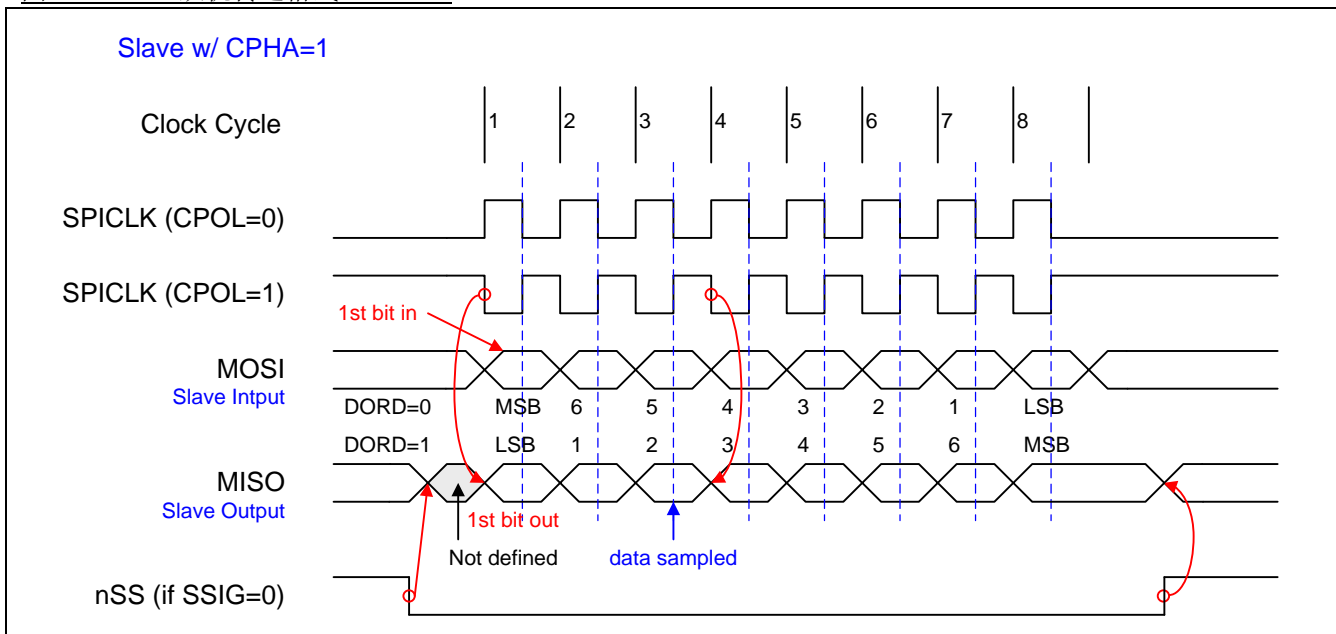 Slave w/ CPHA=1
Clock Cycle
1 2 3 4 5 6 7 8
SPICLK (CPOL=0)
SPICLK (CPOL=1)
1st bit in
MOSI
Slave Intput
DORD=0 MSB 6 5 4 3 2 1 LSB
DORD=1 LSB 1 2 3 4 5 6 MSB
MISO
Slave Output
1st bit out
Not defined
data sampled
nSS (if SSIG=0)